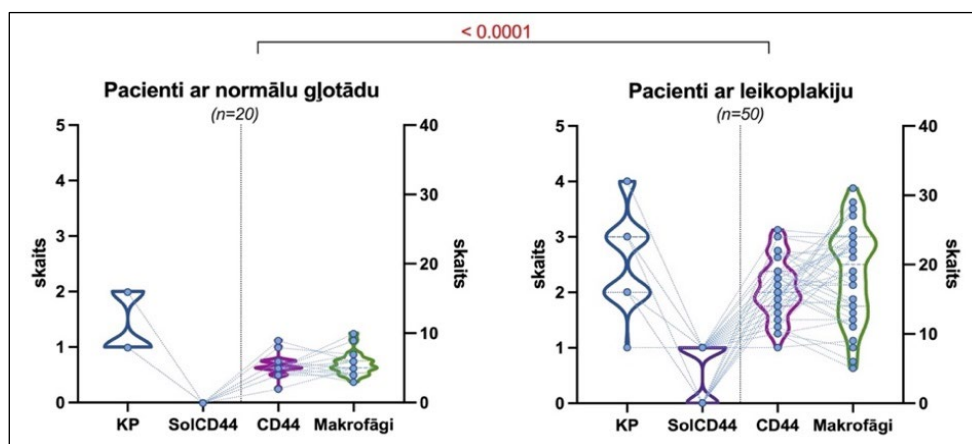 < 0.0001
Pacienti ar normālu gļotādu
(n=20)
5
4
3
2
1
0
skaits
40
30
20
10
0
skaits
KP SolCD44 CD44 Makrofāgi
Pacienti ar leikoplakiju
(n=50)
5
4
3
2
1
0
skaits
40
30
20
10
0
skaits
KP SolCD44 CD44 Makrofāgi